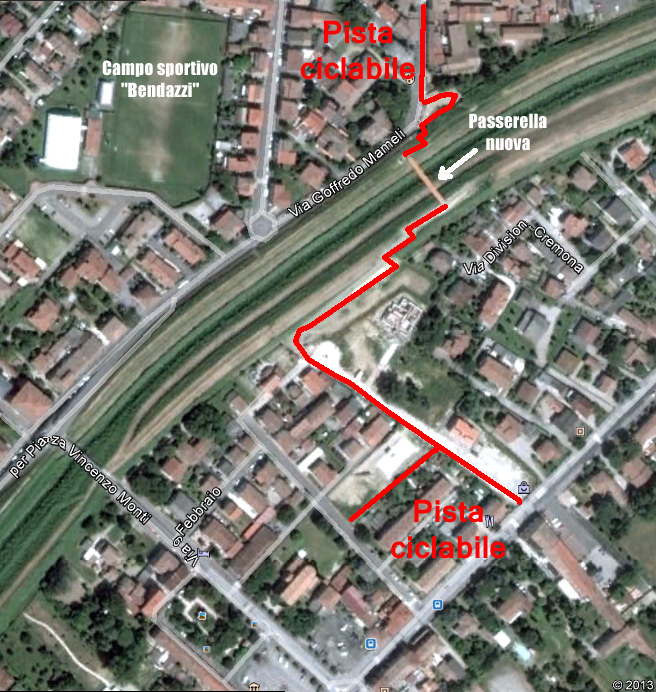 Pista
ciclabile
Campo sportivo
"Bendazzi"
Passerella
nuova
Via Goffredo Mameli
Via Division
Cremona
per Piazza Vincenzo Monti
Via 9 Febbraio
Pista
ciclabile
© 2013